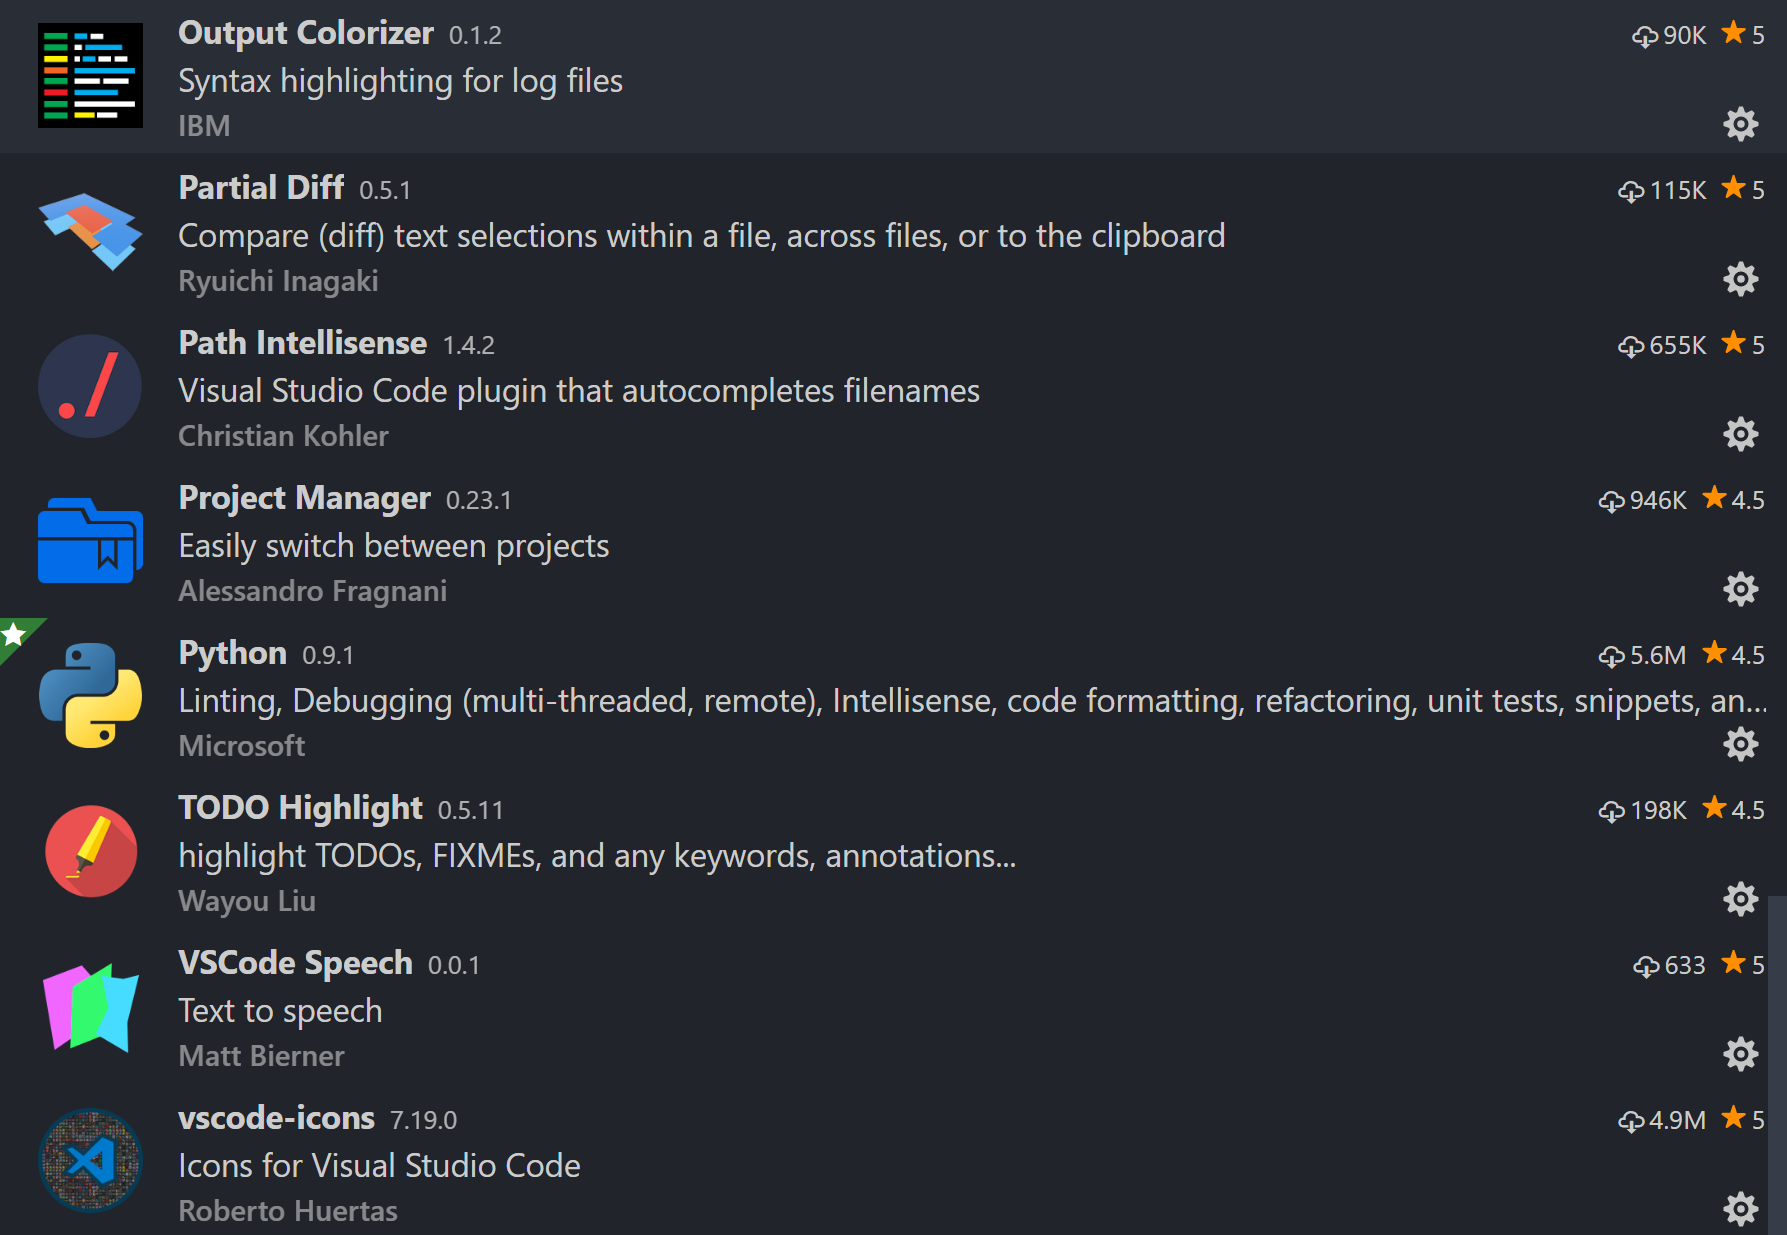 Output Colorizer 0.1.2 90K 5
Syntax highlighting for log files
IBM
Partial Diff 0.5.1 115K 5
Compare (diff) text selections within a file, across files, or to the clipboard
Ryuichi Inagaki
Path Intellisense 1.4.2 655K 5
Visual Studio Code plugin that autocompletes filenames
Christian Kohler
Project Manager 0.23.1 946K 4.5
Easily switch between projects
Alessandro Fragnani
Python 0.9.1 5.6M 4.5
Linting, Debugging (multi-threaded, remote), Intellisense, code formatting, refactoring, unit tests, snippets, an...
Microsoft
TODO Highlight 0.5.11 198K 4.5
highlight TODOs, FIXMEs, and any keywords, annotations...
Wayou Liu
VSCode Speech 0.0.1 633 5
Text to speech
Matt Bierner
vscode-icons 7.19.0 4.9M 5
Icons for Visual Studio Code
Roberto Huertas